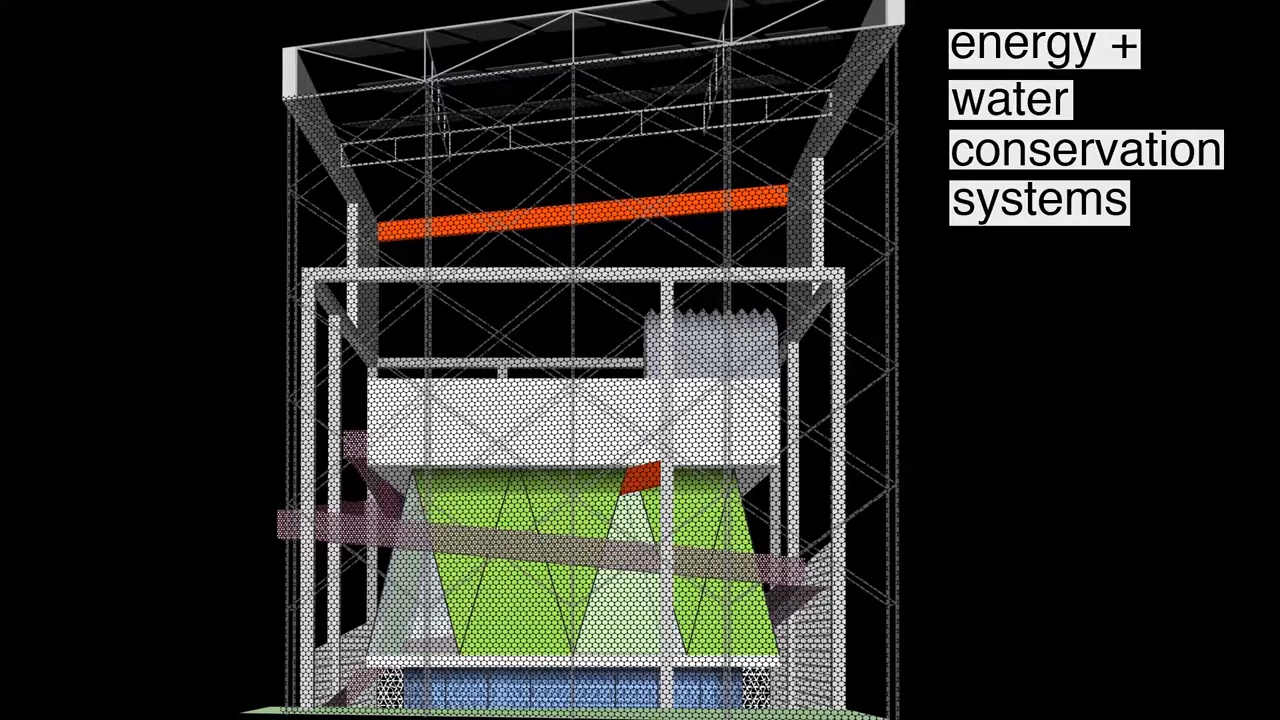 energy +
water
conservation
systems